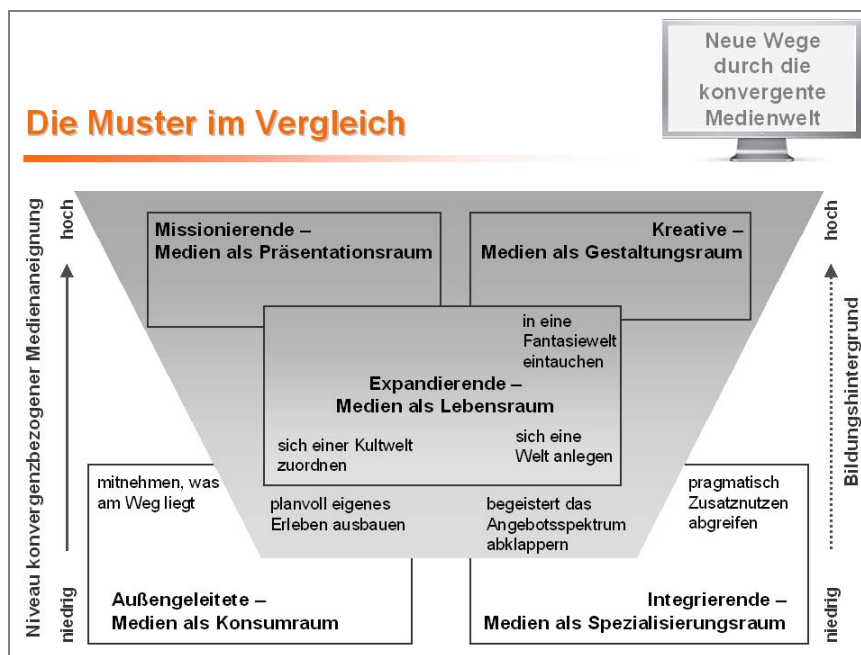 Neue Wege
durch die
konvergente
Medienwelt
Die Muster im Vergleich
Niveau konvergenzbezogener Medienaneignung
hoch
niedrig
Missionierende –
Medien als Präsentationsraum
Kreative –
Medien als Gestaltungsraum
in eine
Fantasiewelt
eintauchen
Expandierende –
Medien als Lebensraum
sich einer Kultwelt
zuordnen
sich eine
Welt anlegen
mitnehmen, was
am Weg liegt
planvoll eigenes
Erleben ausbauen
begeistert das
Angebotsspektrum
abklappern
pragmatisch
Zusatznutzen
abgreifen
Außengeleitete –
Medien als Konsumraum
Integrierende –
Medien als Spezialisierungsraum
hoch
Bildungshintergrund
niedrig